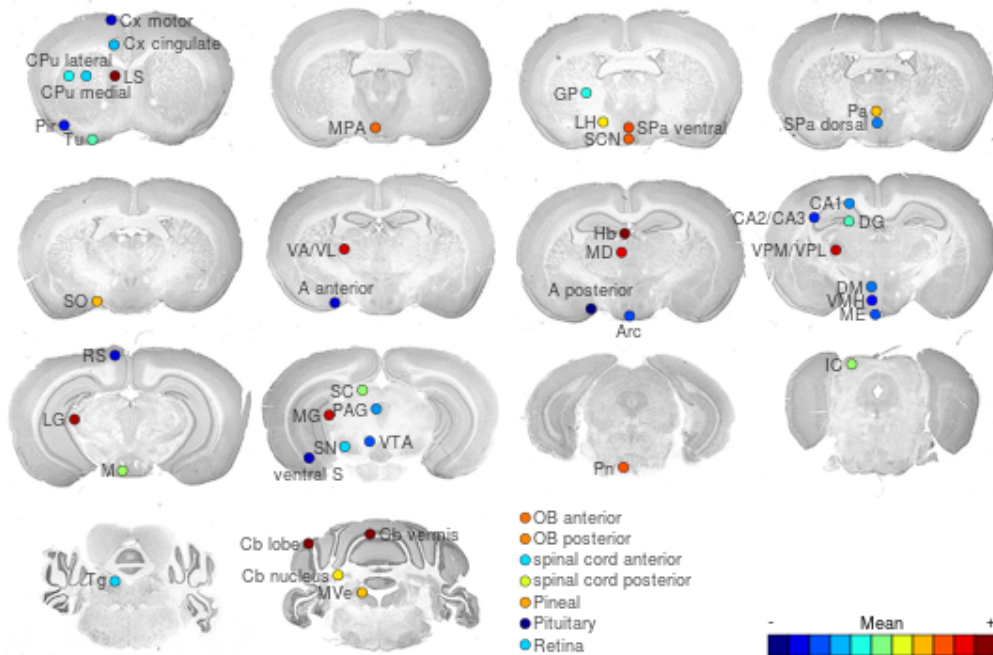 Cx motor
Cx cingulate
CPu lateral
LS
CPu medial
Pir
Tu
MPA
GP
LH
SPa ventral
SCN
Pa
SPa dorsal
SO
VA/VL
A anterior
Hb
MD
A posterior
Arc
CA1
CA2/CA3
DG
VPM/VPL
DM
VMH
ME
RS
LG
M
SC
MG
PAG
SN
VTA
ventral S
Pn
IC
Tg
Cb lobe
Cb vermis
Cb nucleus
MVe
OB anterior
OB posterior
spinal cord anterior
spinal cord posterior
Pineal
Pituitary
Retina
- Mean +